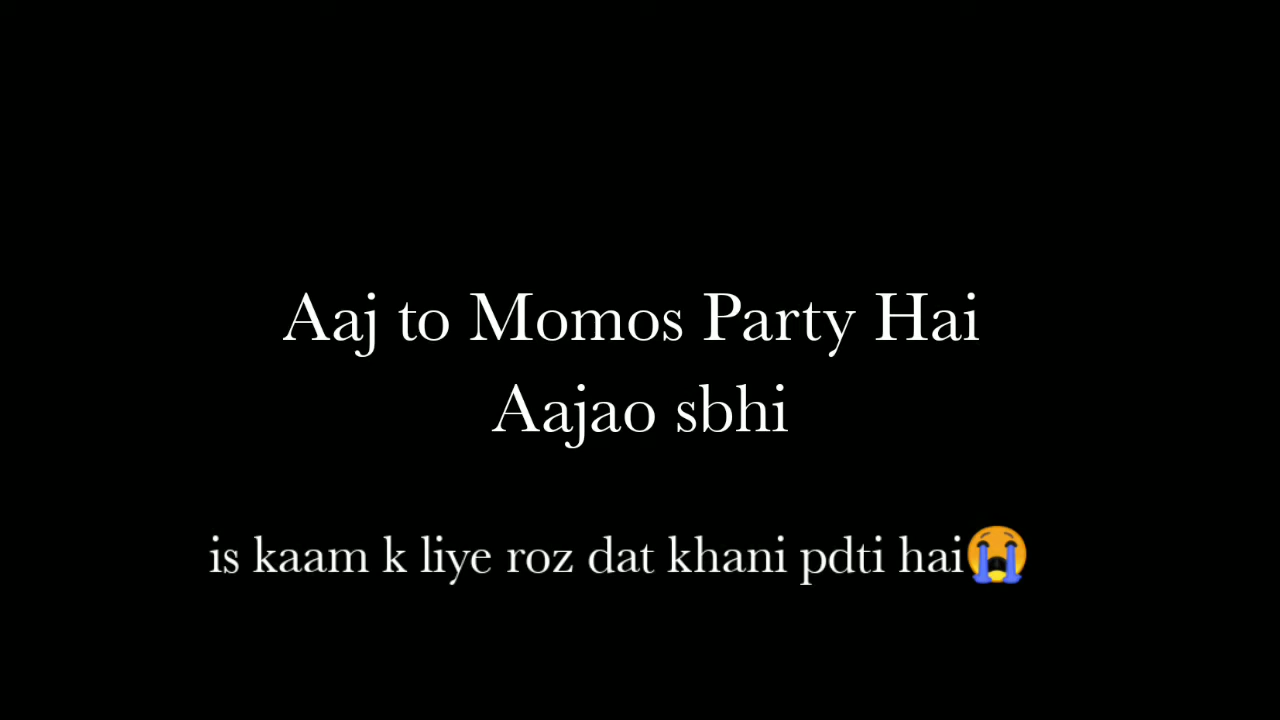 Aaj to Momos Party Hai
Aajao sbhi
is kaam k liye roz dat khani pdti hai😭